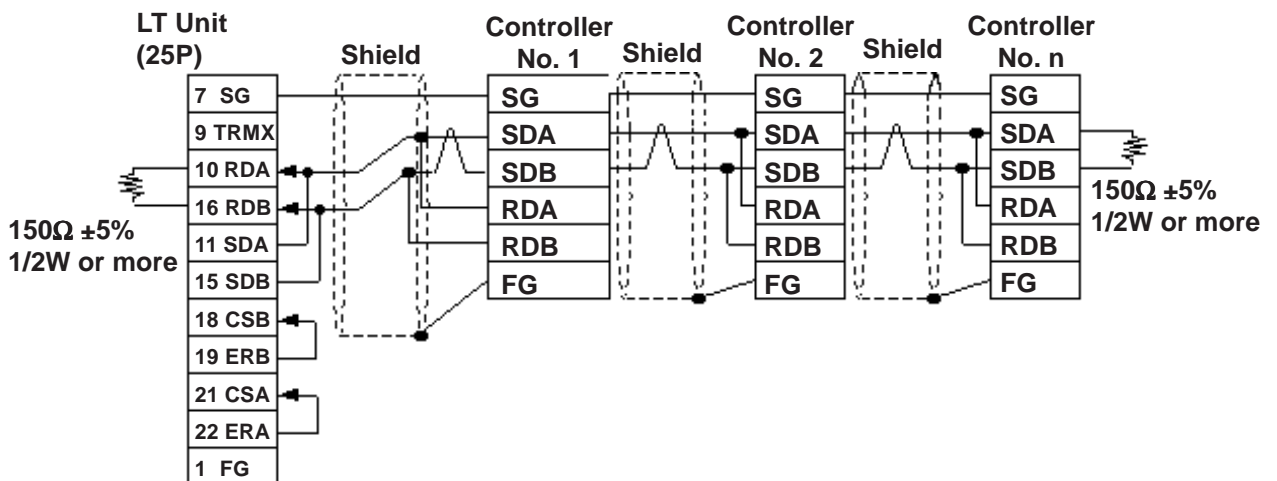 LT Unit
(25P)
7 SG
9 TRMX
10 RDA
16 RDB
11 SDA
15 SDB
18 CSB
19 ERB
21 CSA
22 ERA
1 FG
150Ω ±5%
1/2W or more
Shield
Controller
No. 1
SG
SDA
SDB
RDA
RDB
FG
Shield
Controller
No. 2
SG
SDA
SDB
RDA
RDB
FG
Shield
Controller
No. n
SG
SDA
SDB
RDA
RDB
FG
150Ω ±5%
1/2W or more